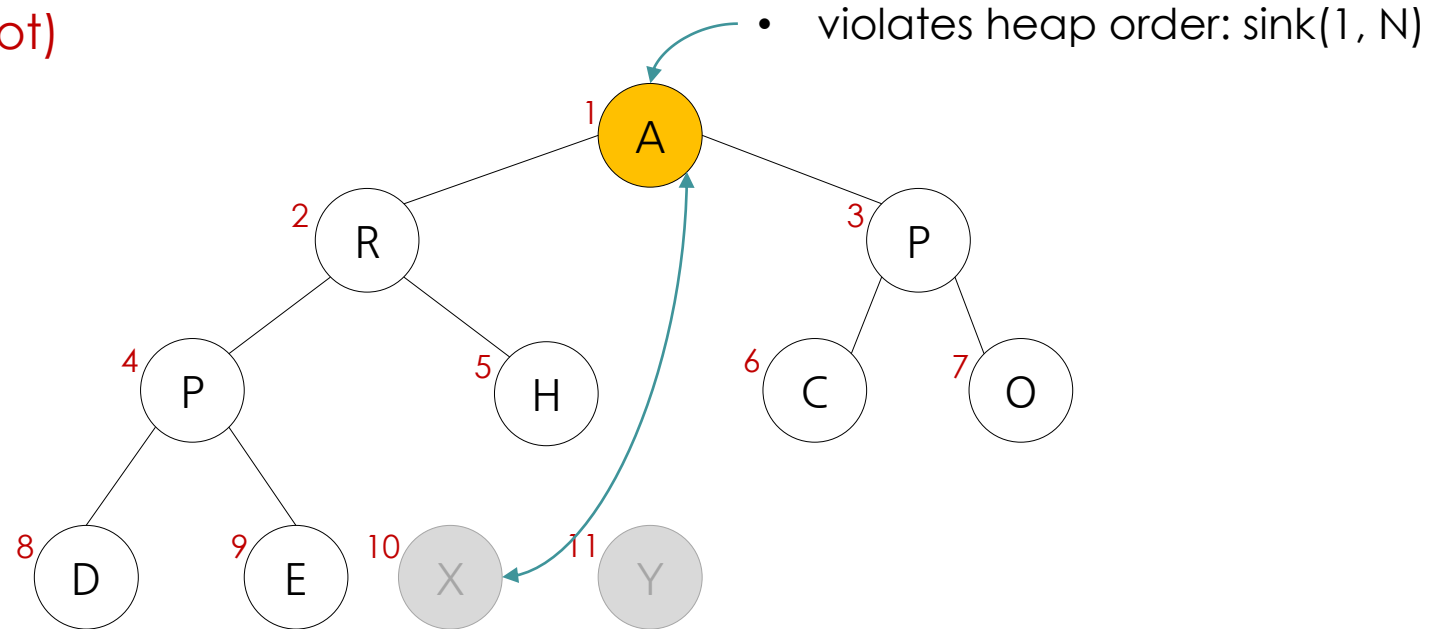 ot)
• violates heap order: sink(1, N)
1 A
2 R
3 P
4 P
5 H
6 C
7 O
8 D
9 E
10 X
11 Y